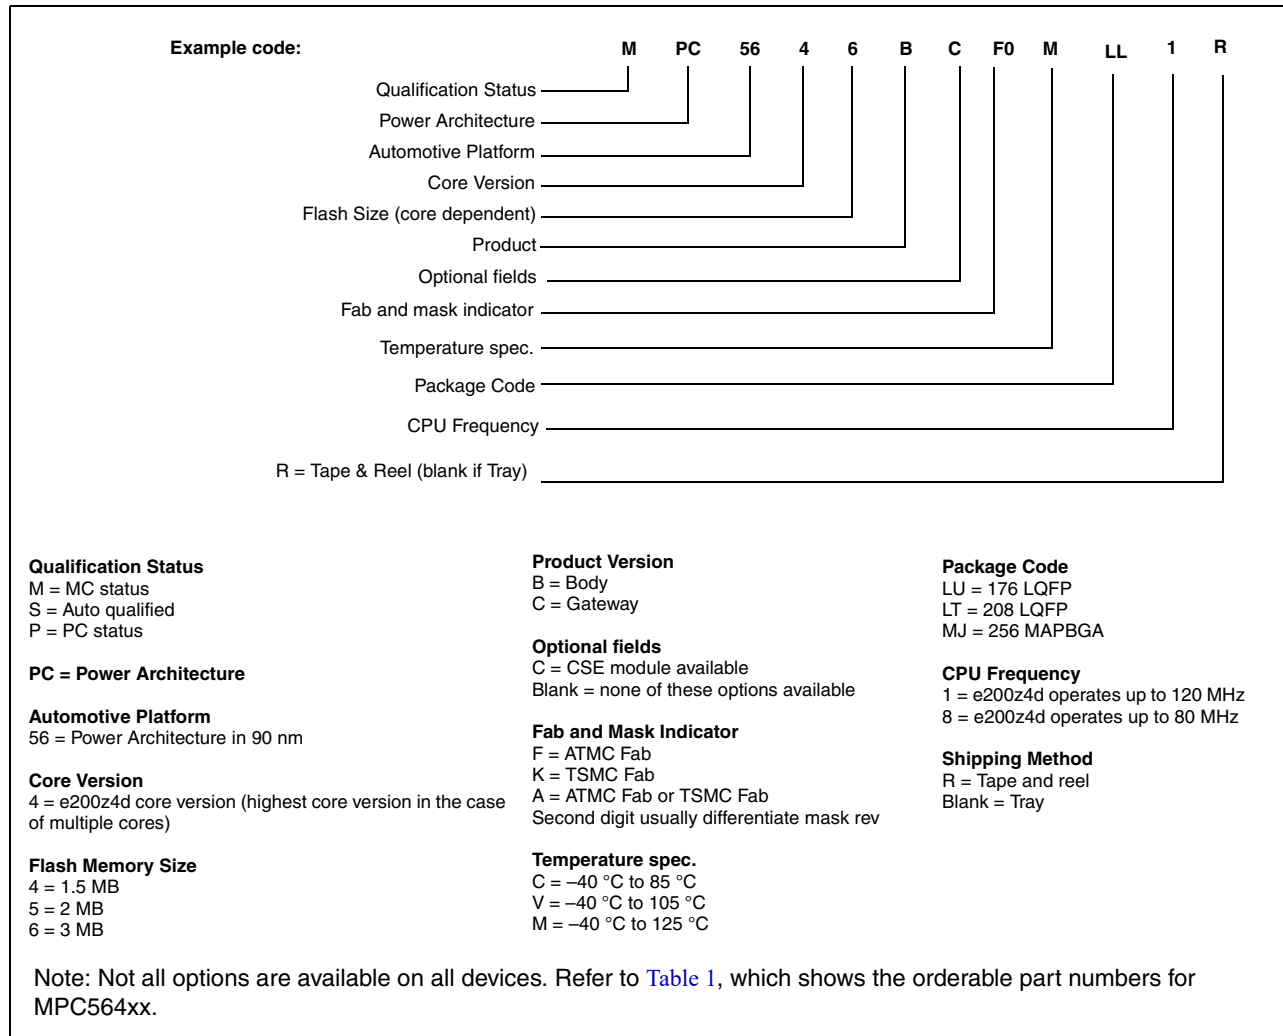 Example code: M PC 56 4 6 B C F0 M LL 1 R
Qualification Status
Power Architecture
Automotive Platform
Core Version
Flash Size (core dependent)
Product
Optional fields
Fab and mask indicator
Temperature spec.
Package Code
CPU Frequency
R = Tape & Reel (blank if Tray)
Qualification Status
M = MC status
S = Auto qualified
P = PC status
PC = Power Architecture
Automotive Platform
56 = Power Architecture in 90 nm
Core Version
4 = e200z4d core version (highest core version in the case
of multiple cores)
Flash Memory Size
4 = 1.5 MB
5 = 2 MB
6 = 3 MB
Product Version
B = Body
C = Gateway
Optional fields
C = CSE module available
Blank = none of these options available
Fab and Mask Indicator
F = ATMC Fab
K = TSMC Fab
A = ATMC Fab or TSMC Fab
Second digit usually differentiate mask rev
Temperature spec.
C = –40 °C to 85 °C
V = –40 °C to 105 °C
M = –40 °C to 125 °C
Package Code
LU = 176 LQFP
LT = 208 LQFP
MJ = 256 MAPBGA
CPU Frequency
1 = e200z4d operates up to 120 MHz
8 = e200z4d operates up to 80 MHz
Shipping Method
R = Tape and reel
Blank = Tray
Note: Not all options are available on all devices. Refer to Table 1, which shows the orderable part numbers for
MPC564xx.